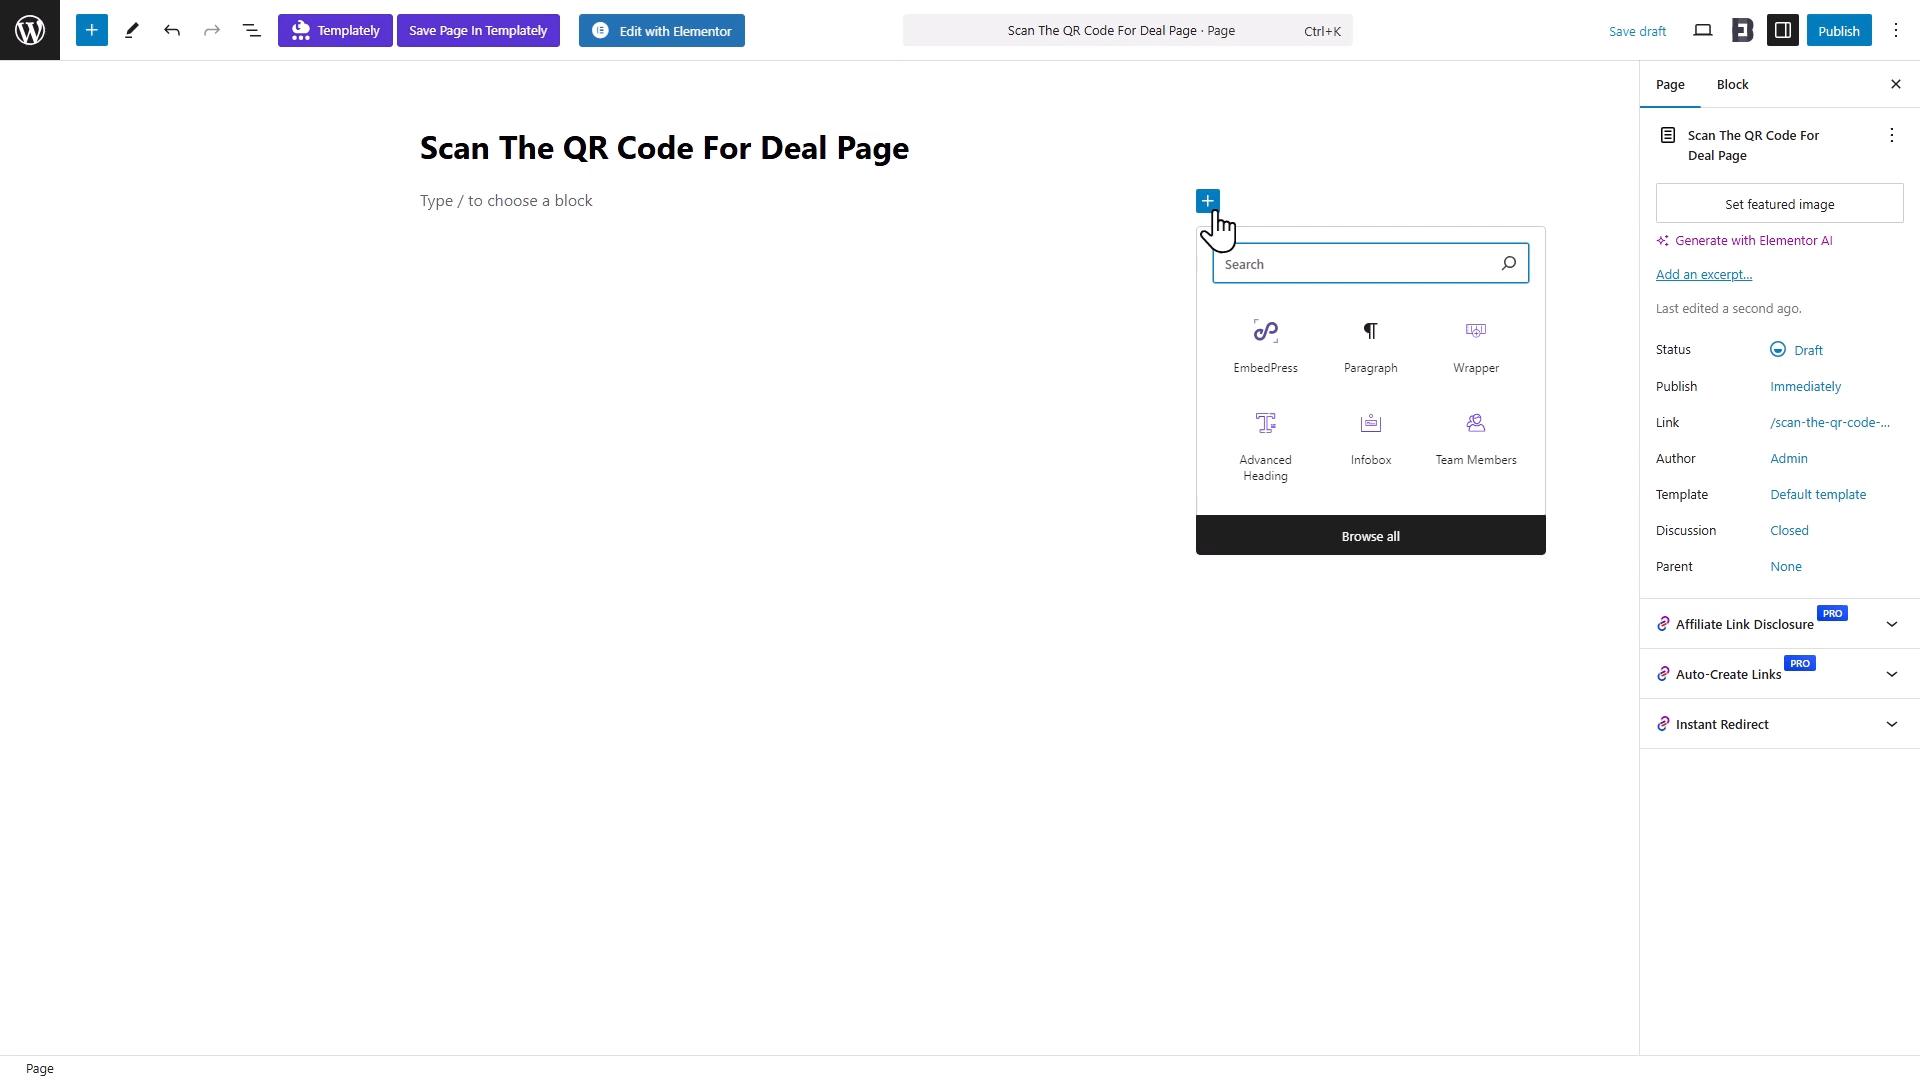 Templately
Save Page In Templately
Edit with Elementor
Scan The QR Code For Deal Page · Page
Ctrl+K
Save draft
Publish
Page
Block
Scan The QR Code For Deal Page
Type / to choose a block
Search
EmbedPress
Paragraph
Wrapper
Advanced
Heading
Infobox
Team Members
Browse all
Scan The QR Code For
Deal Page
Set featured image
Generate with Elementor AI
Add an excerpt...
Last edited a second ago.
Status
Draft
Publish
Immediately
Link
/scan-the-qr-code-...
Author
Admin
Template
Default template
Discussion
Closed
Parent
None
Affiliate Link Disclosure
PRO
Auto-Create Links
PRO
Instant Redirect
Page